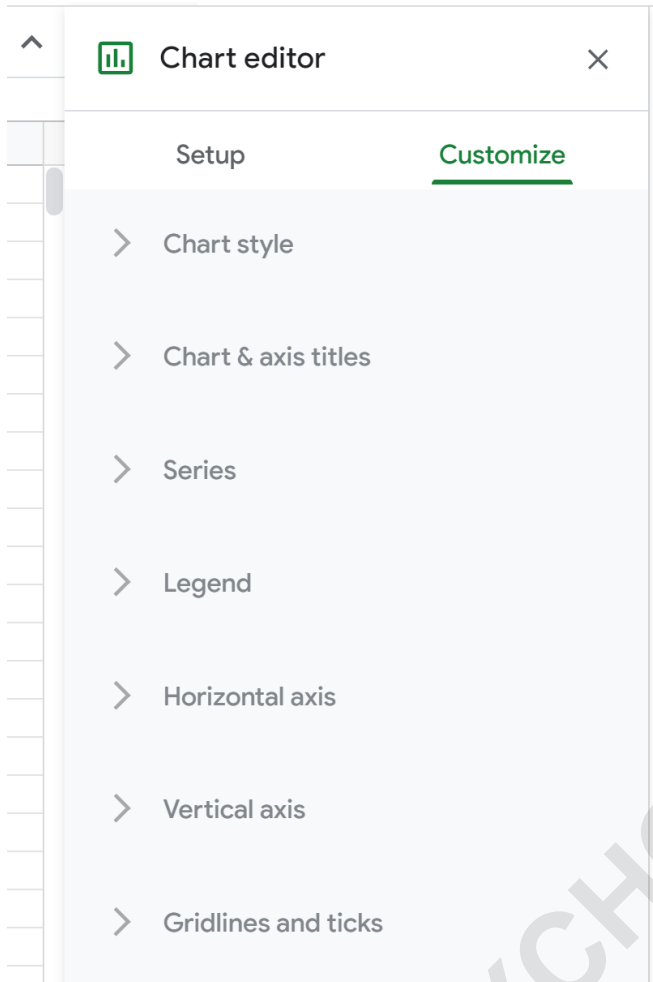 Chart editor
Setup Customize
Chart style
Chart & axis titles
Series
Legend
Horizontal axis
Vertical axis
Gridlines and ticks